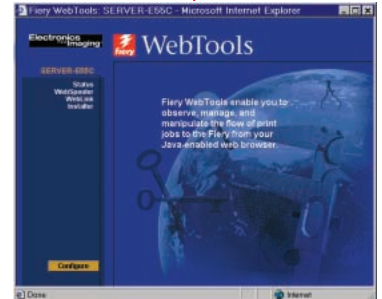 Fiery WebTools: SERVER-E55C - Microsoft Internet Explorer
Electronics
for Imaging
Fiery
WebTools
SERVER-E55C
Status
WebSpooler
WebLink
Installer
Fiery WebTools enable you to
observe, manage, and
manipulate the flow of print
jobs to the Fiery from your
Java-enabled web browser.
Configure
Done
Internet